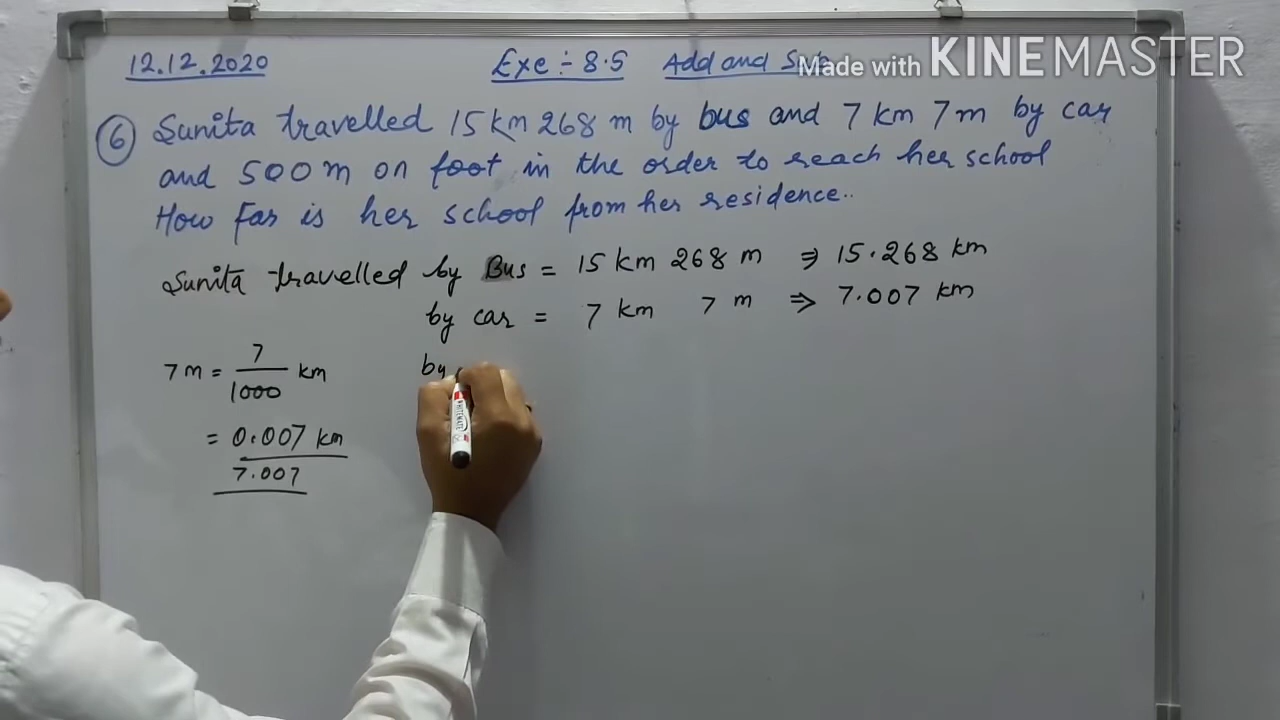 12.12.2020 Exe ÷ 8.5 Add and
Made with KINEMASTER
6 Sunita travelled 15 km 268 m by bus and 7 km 7 m by car
and 500 m on foot in the order to reach her school
How Far is her school from her residence..
Sunita travelled by Bus = 15 km 268 m ⇒ 15.268 km
by car = 7 km 7 m ⇒ 7.007 km
7 m = 7/1000 km
by
= 0.007 km
7.007
WHITEMATE